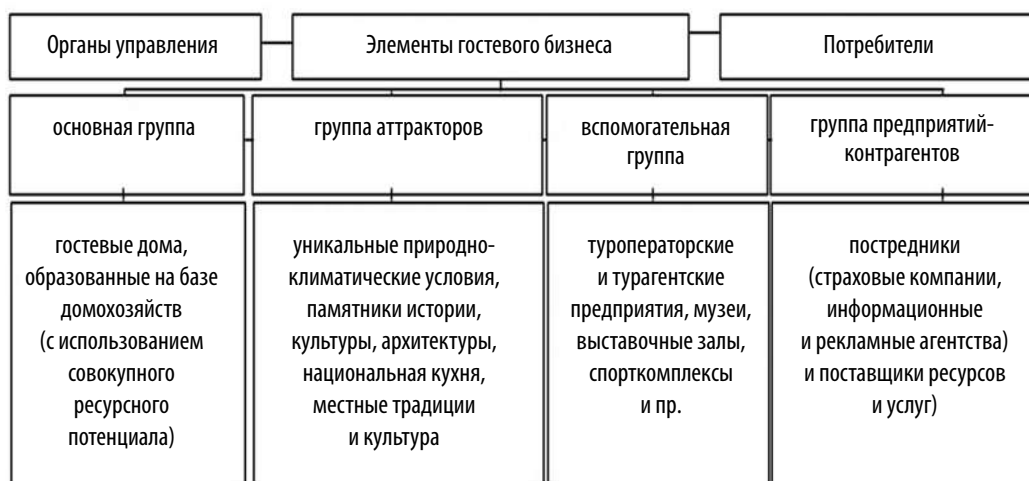 Органы управления
Элементы гостевого бизнеса
Потребители
основная группа
группа аттракторов
вспомогательная
группа
группа предприятий-
контрагентов
гостевые дома,
образованные на базе
домохозяйств
(с использованием
совокупного
ресурсного
потенциала)
уникальные природно-
климатические условия,
памятники истории,
культуры, архитектуры,
национальная кухня,
местные традиции
и культура
туроператорские
и турагентские
предприятия, музеи,
выставочные залы,
спорткомплексы
и пр.
постредники
(страховые компании,
информационные
и рекламные агентства)
и поставщики ресурсов
и услуг)